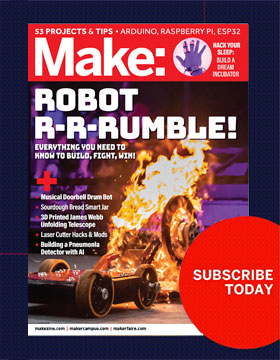 53 PROJECTS & TIPS • ARDUINO, RASPBERRY PI, ESP32
Make:
HACK YOUR
SLEEP:
BUILD A
DREAM
INCUBATOR
ROBOT
R-R-RUMBLE!
EVERYTHING YOU NEED TO
KNOW TO BUILD, FIGHT, WIN!
+
• Musical Doorbell Drum Bot
• Sourdough Bread Smart Jar
• 3D Printed James Webb
Unfolding Telescope
• Laser Cutter Hacks & Mods
• Building a Pneumonia
Detector with AI
SUBSCRIBE
TODAY
makezine.com | makercampus.com | makerfaire.com